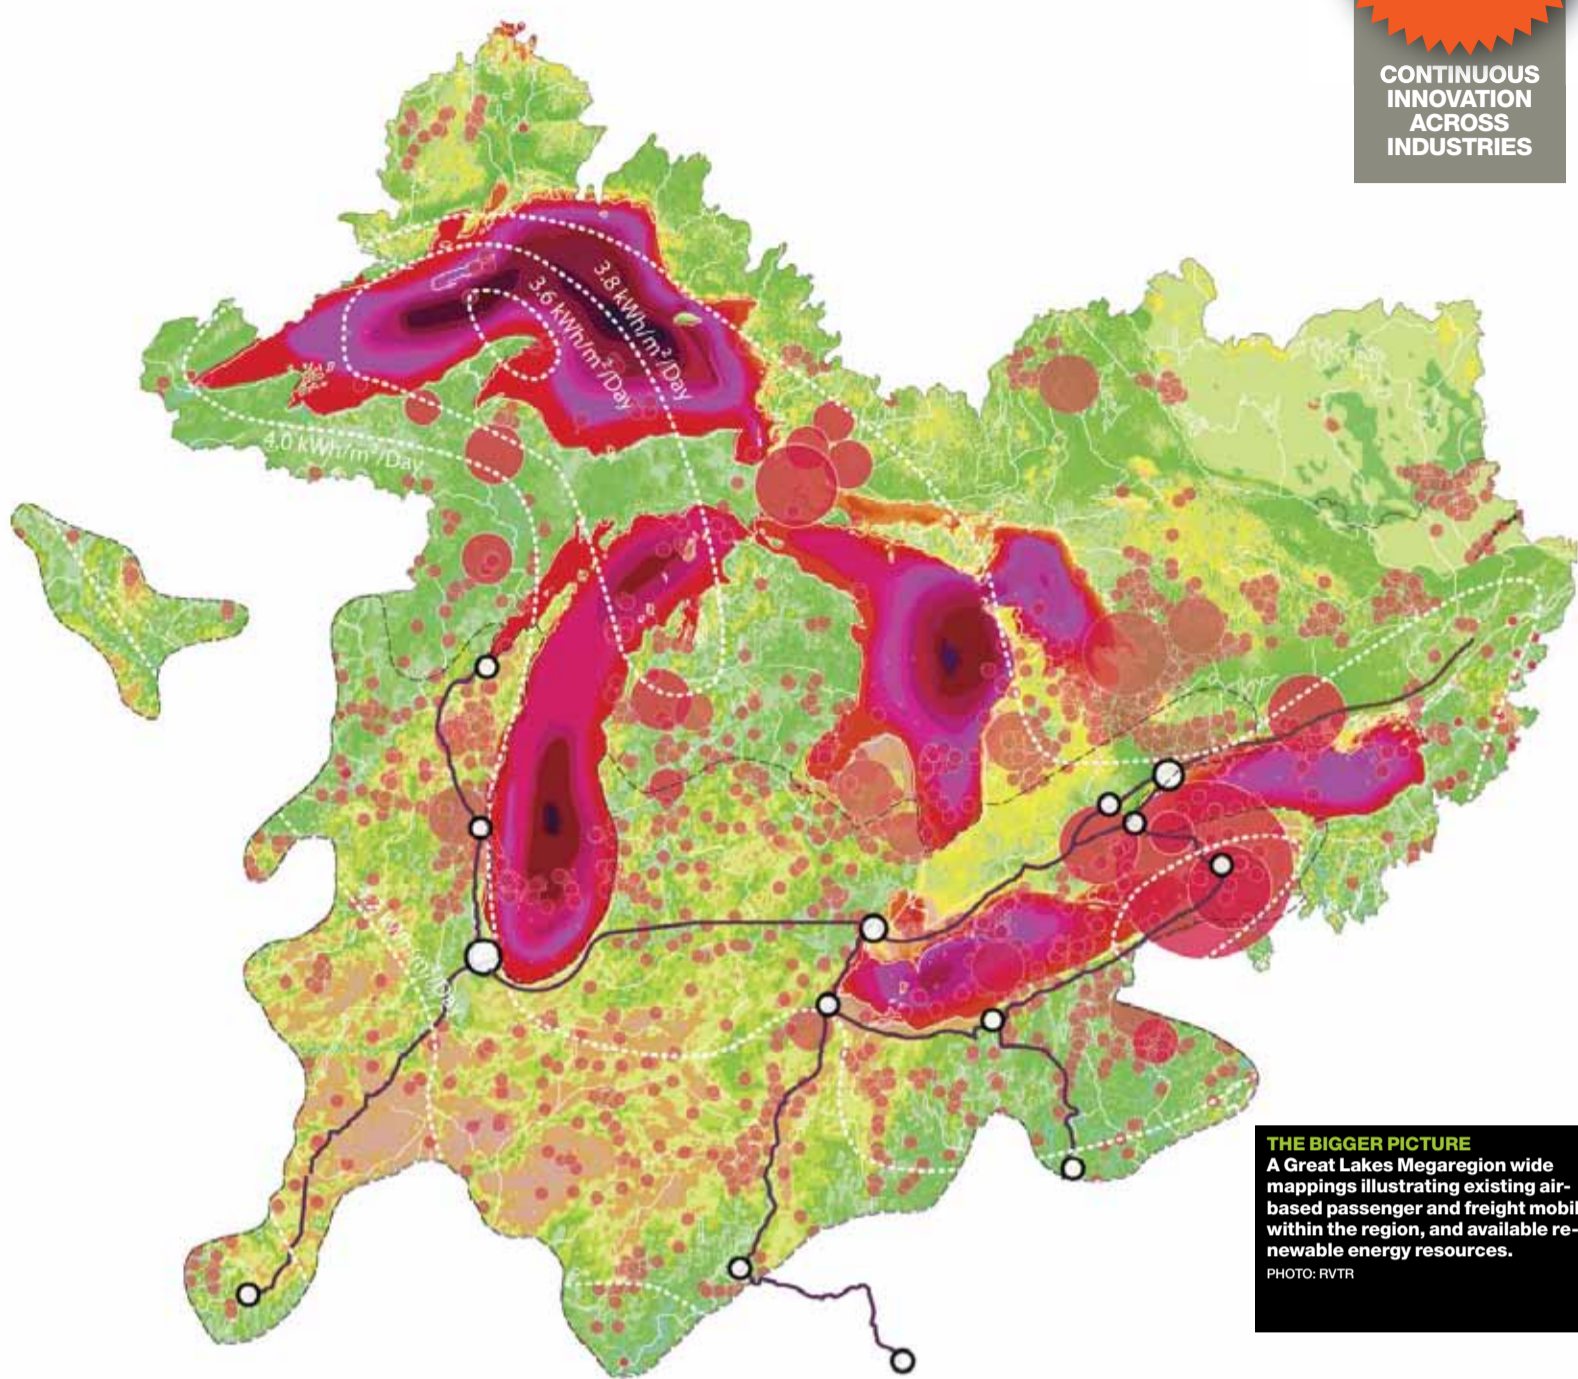 CONTINUOUS
INNOVATION
ACROSS
INDUSTRIES
3.8 kWh/m²/Day
3.6 kWh/m²/Day
4.0 kWh/m²/Day
THE BIGGER PICTURE
A Great Lakes Megaregion wide
mappings illustrating existing air-
based passenger and freight mobil
within the region, and available re-
newable energy resources.
PHOTO: RVTR